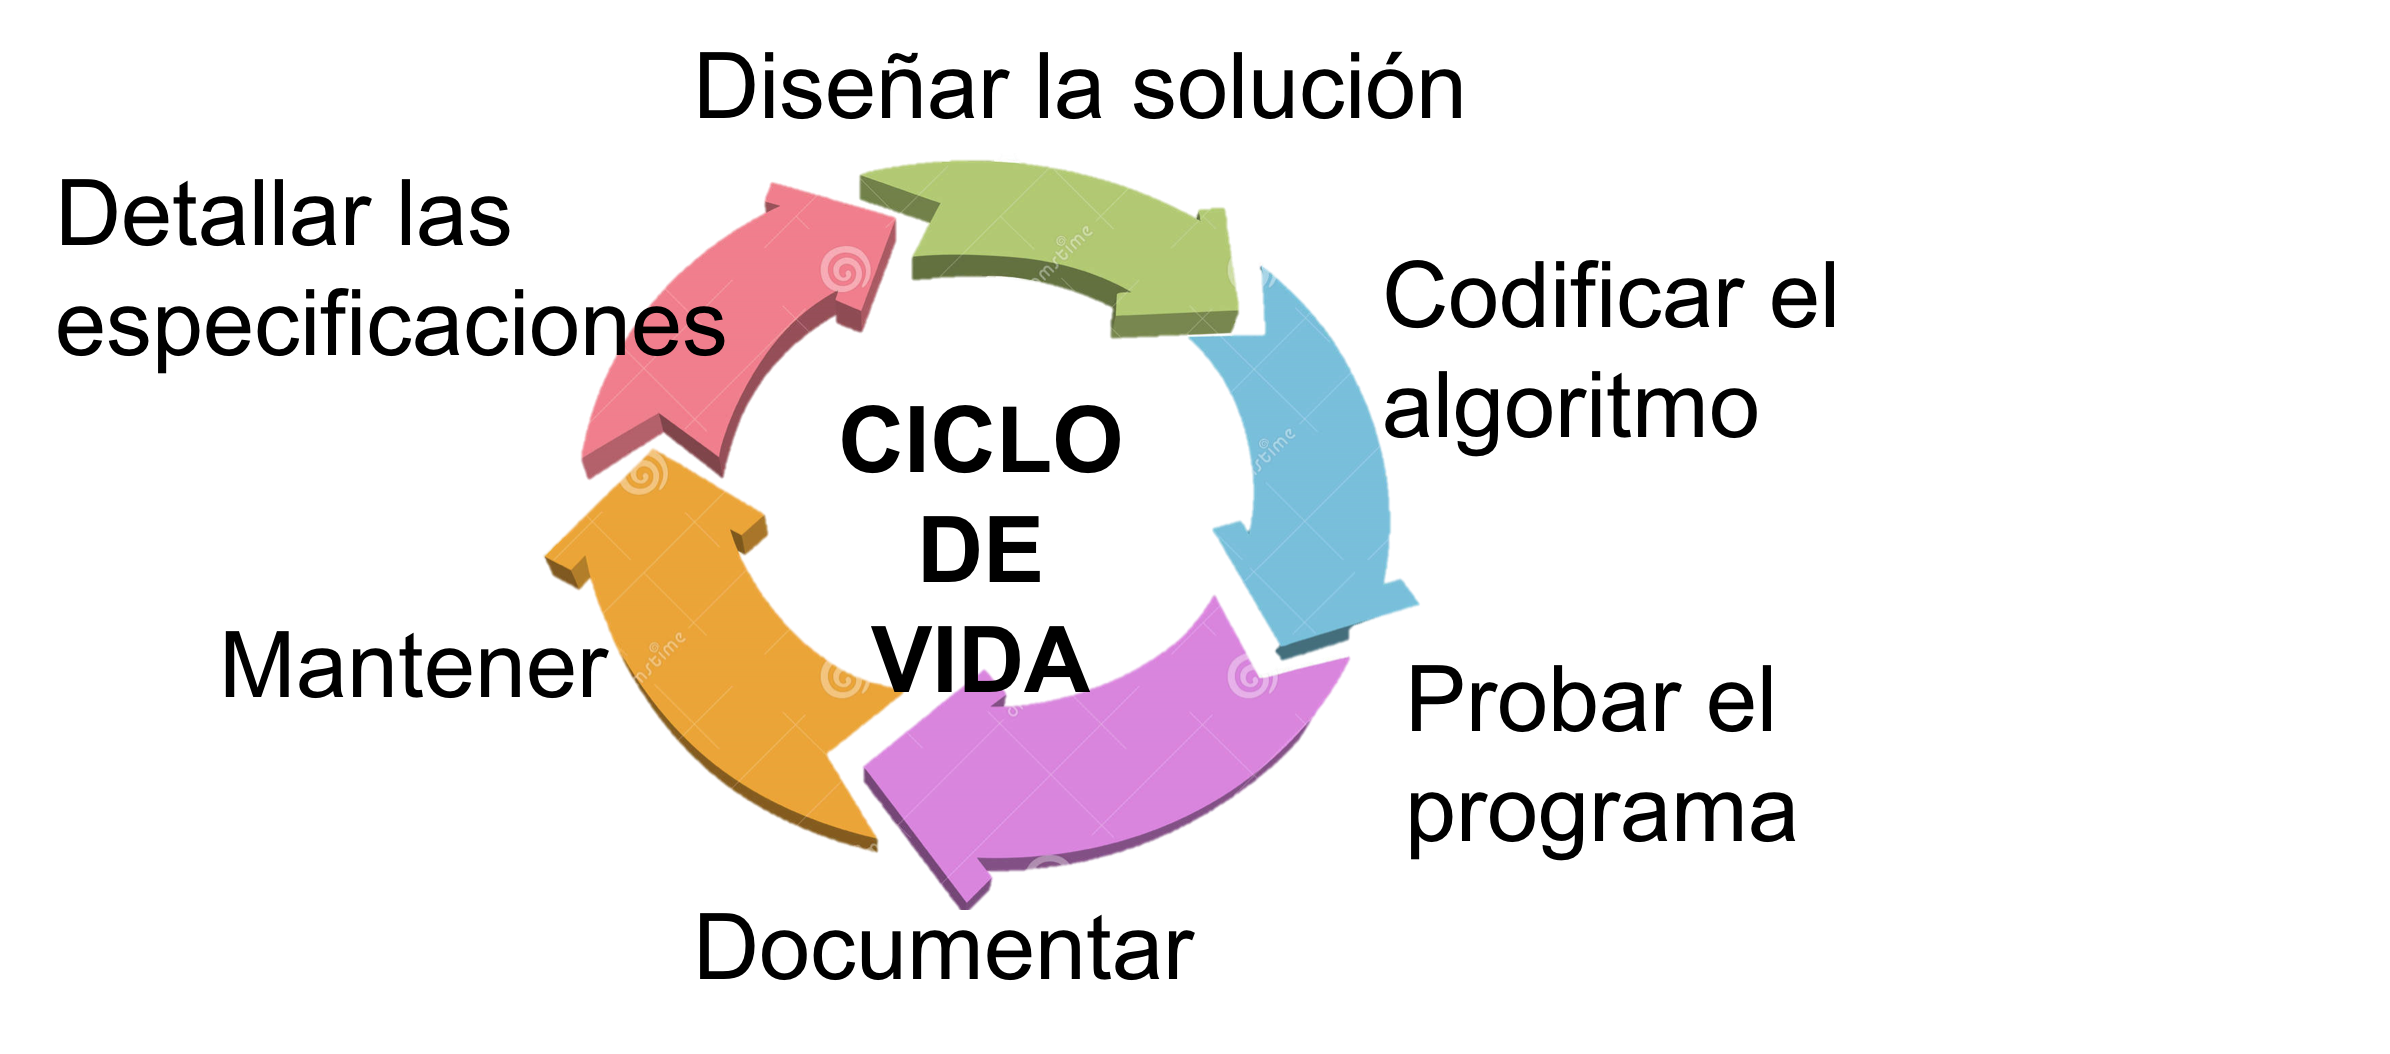 Diseñar la solución
Detallar las
especificaciones
Codificar el
algoritmo
CICLO
DE
VIDA
Probar el
programa
Mantener
Documentar